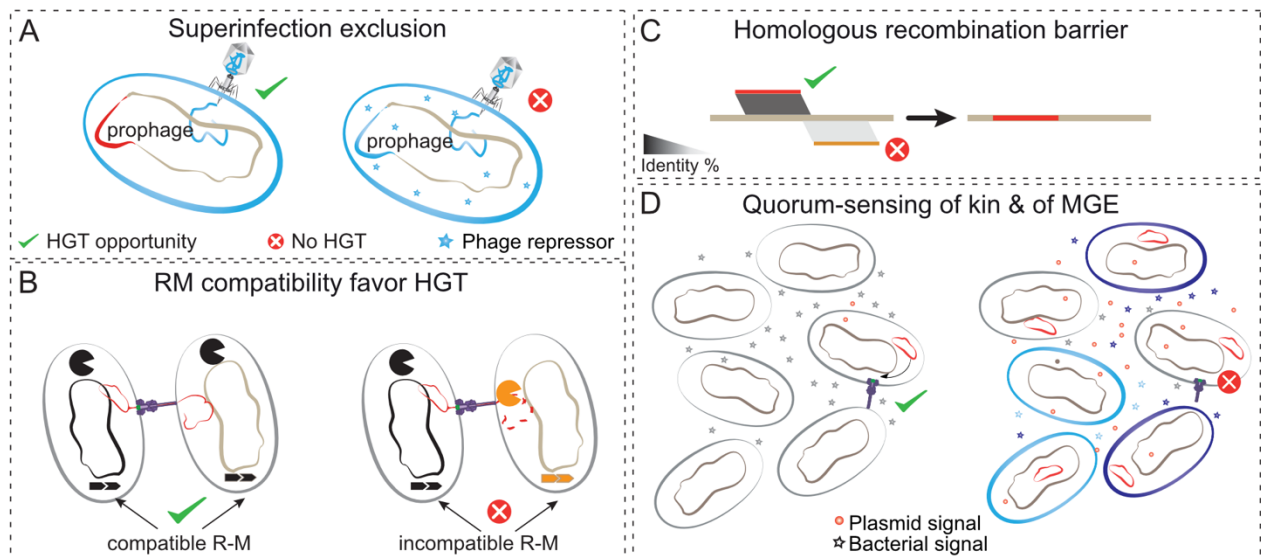 A
Superinfection exclusion
prophage
prophage
HGT opportunity
No HGT
Phage repressor
B
RM compatibility favor HGT
compatible R-M
incompatible R-M
C
Homologous recombination barrier
Identity %
D
Quorum-sensing of kin & of MGE
Plasmid signal
Bacterial signal